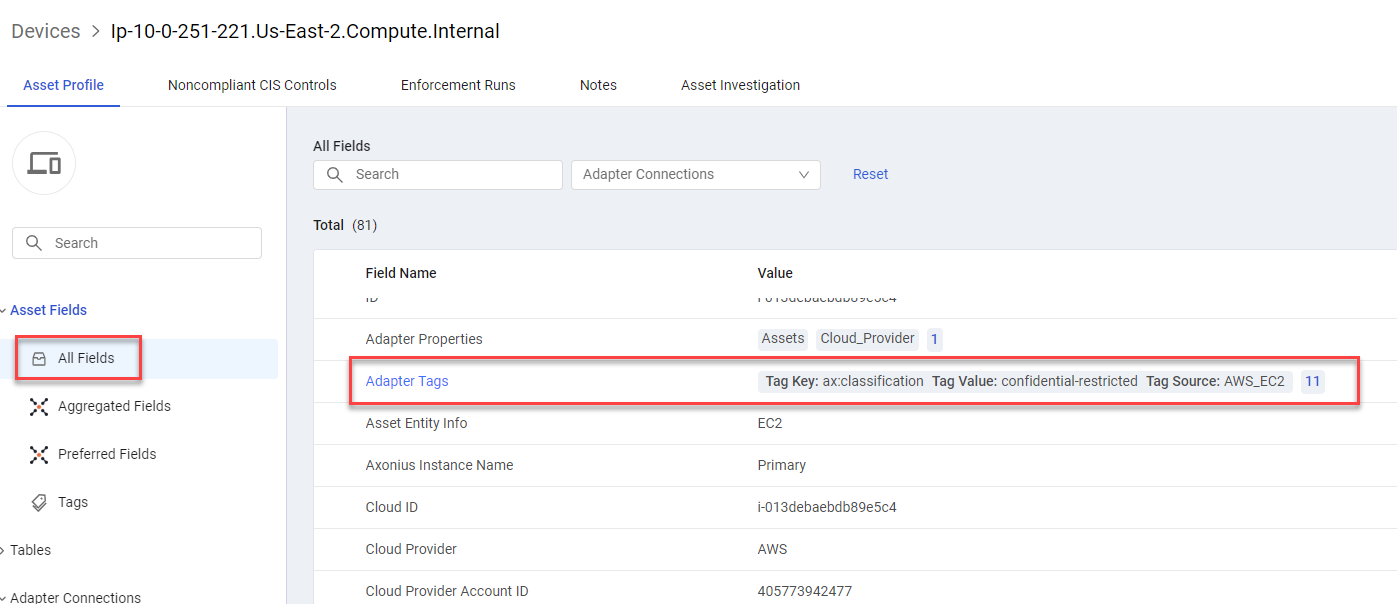 Devices > Ip-10-0-251-221.Us-East-2.Compute.Internal
Asset Profile Noncompliant CIS Controls Enforcement Runs Notes Asset Investigation
Search
Asset Fields
All Fields
Aggregated Fields
Preferred Fields
Tags
Tables
Adapter Connections
All Fields
Search Adapter Connections Reset
Total (81)
Field Name Value
ID i-013debaebdb89e5c4
Adapter Properties Assets Cloud_Provider 1
Adapter Tags Tag Key: ax:classification Tag Value: confidential-restricted Tag Source: AWS_EC2 11
Asset Entity Info EC2
Axonius Instance Name Primary
Cloud ID i-013debaebdb89e5c4
Cloud Provider AWS
Cloud Provider Account ID 405773942477